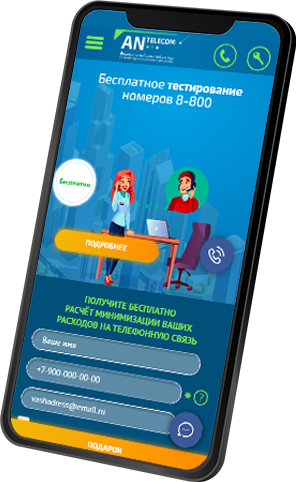 AN TELECOM
Бесплатное тестирование
номеров 8-800
Бесплатно
ПОДРОБНЕЕ
ПОЛУЧИТЕ БЕСПЛАТНО
РАСЧЁТ МИНИМИЗАЦИИ ВАШИХ
РАСХОДОВ НА ТЕЛЕФОННУЮ СВЯЗЬ
Ваше имя
+7-900-000-00-00
* ?
vashadress@email.ru
ПОДАРОК